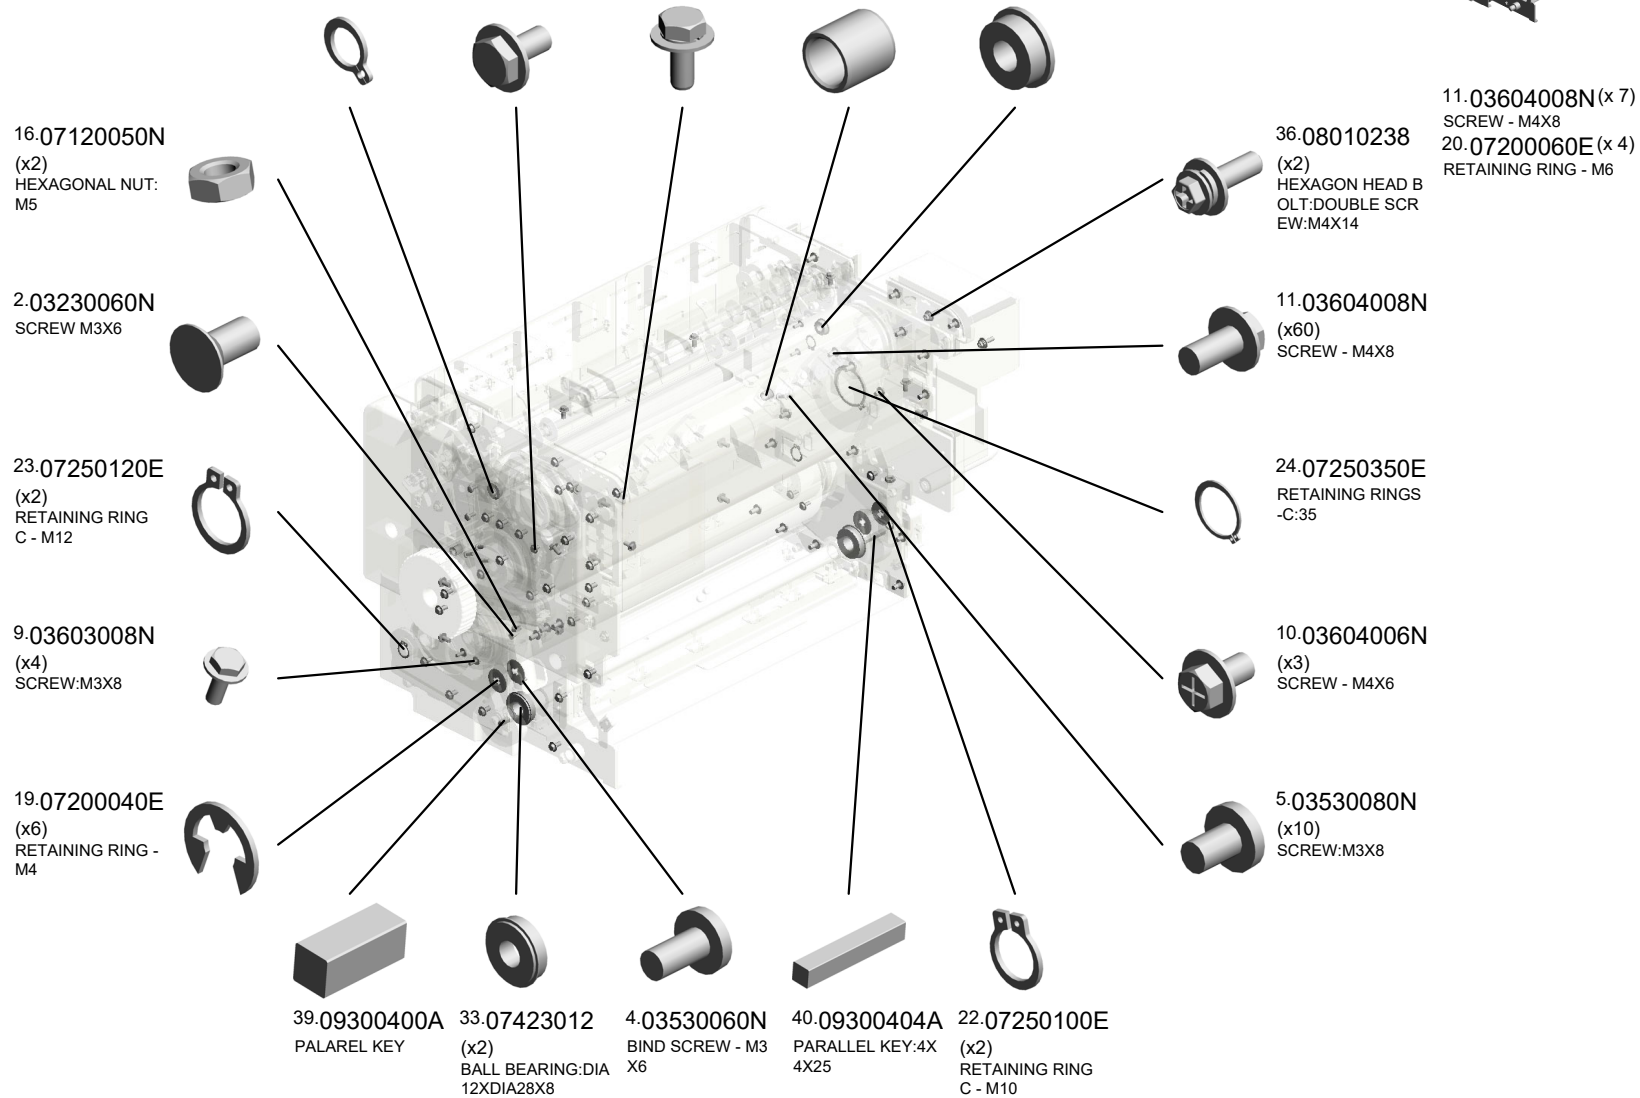 11.03604008N (x 7)
SCREW - M4X8
20.07200060E (x 4)
RETAINING RING - M6
16.07120050N
(x2)
HEXAGONAL NUT:
M5
36.08010238
(x2)
HEXAGON HEAD B
OLT:DOUBLE SCR
EW:M4X14
2.03230060N
SCREW M3X6
11.03604008N
(x60)
SCREW - M4X8
23.07250120E
(x2)
RETAINING RING
C - M12
24.07250350E
RETAINING RINGS
-C:35
9.03603008N
(x4)
SCREW:M3X8
10.03604006N
(x3)
SCREW - M4X6
19.07200040E
(x6)
RETAINING RING -
M4
5.03530080N
(x10)
SCREW:M3X8
39.09300400A
PALAREL KEY
33.07423012
(x2)
BALL BEARING:DIA
12XDIA28X8
4.03530060N
BIND SCREW - M3
X6
40.09300404A
PARALLEL KEY:4X
4X25
22.07250100E
(x2)
RETAINING RING
C - M10